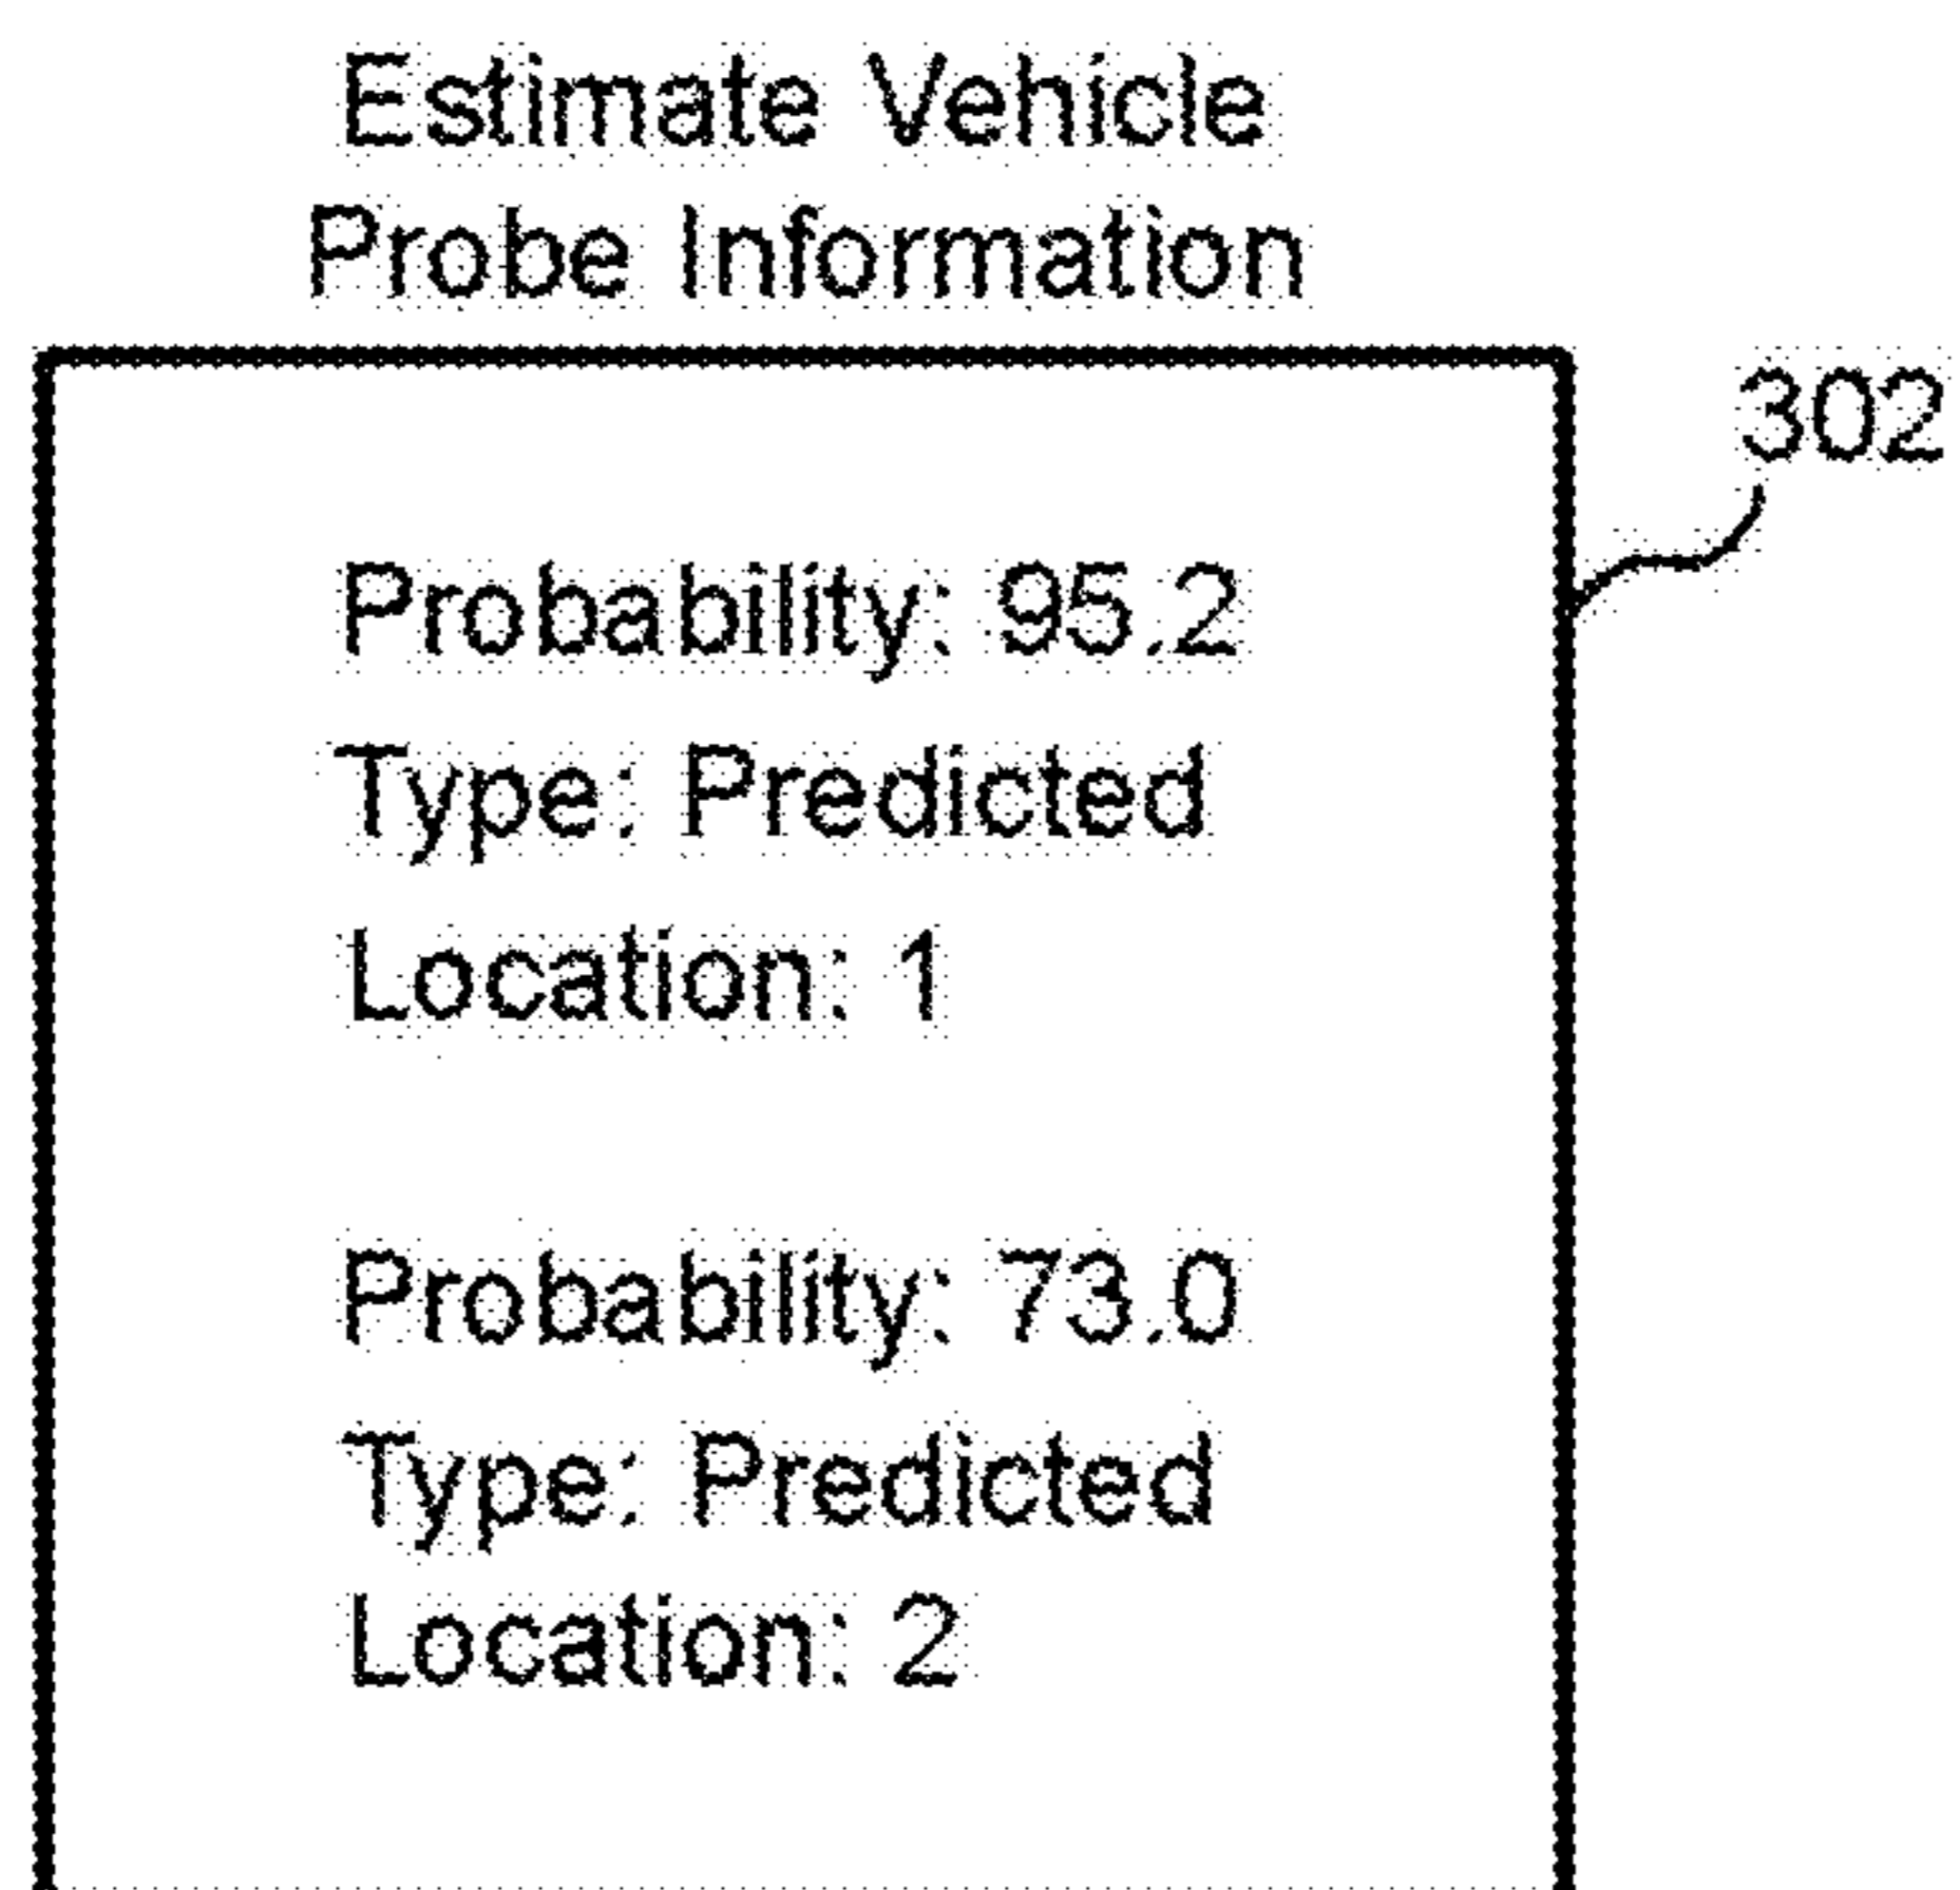 Estimate Vehicle
Probe Information
302
Probability: 95.2
Type: Predicted
Location: 1
Probability: 73.0
Type: Predicted
Location: 2